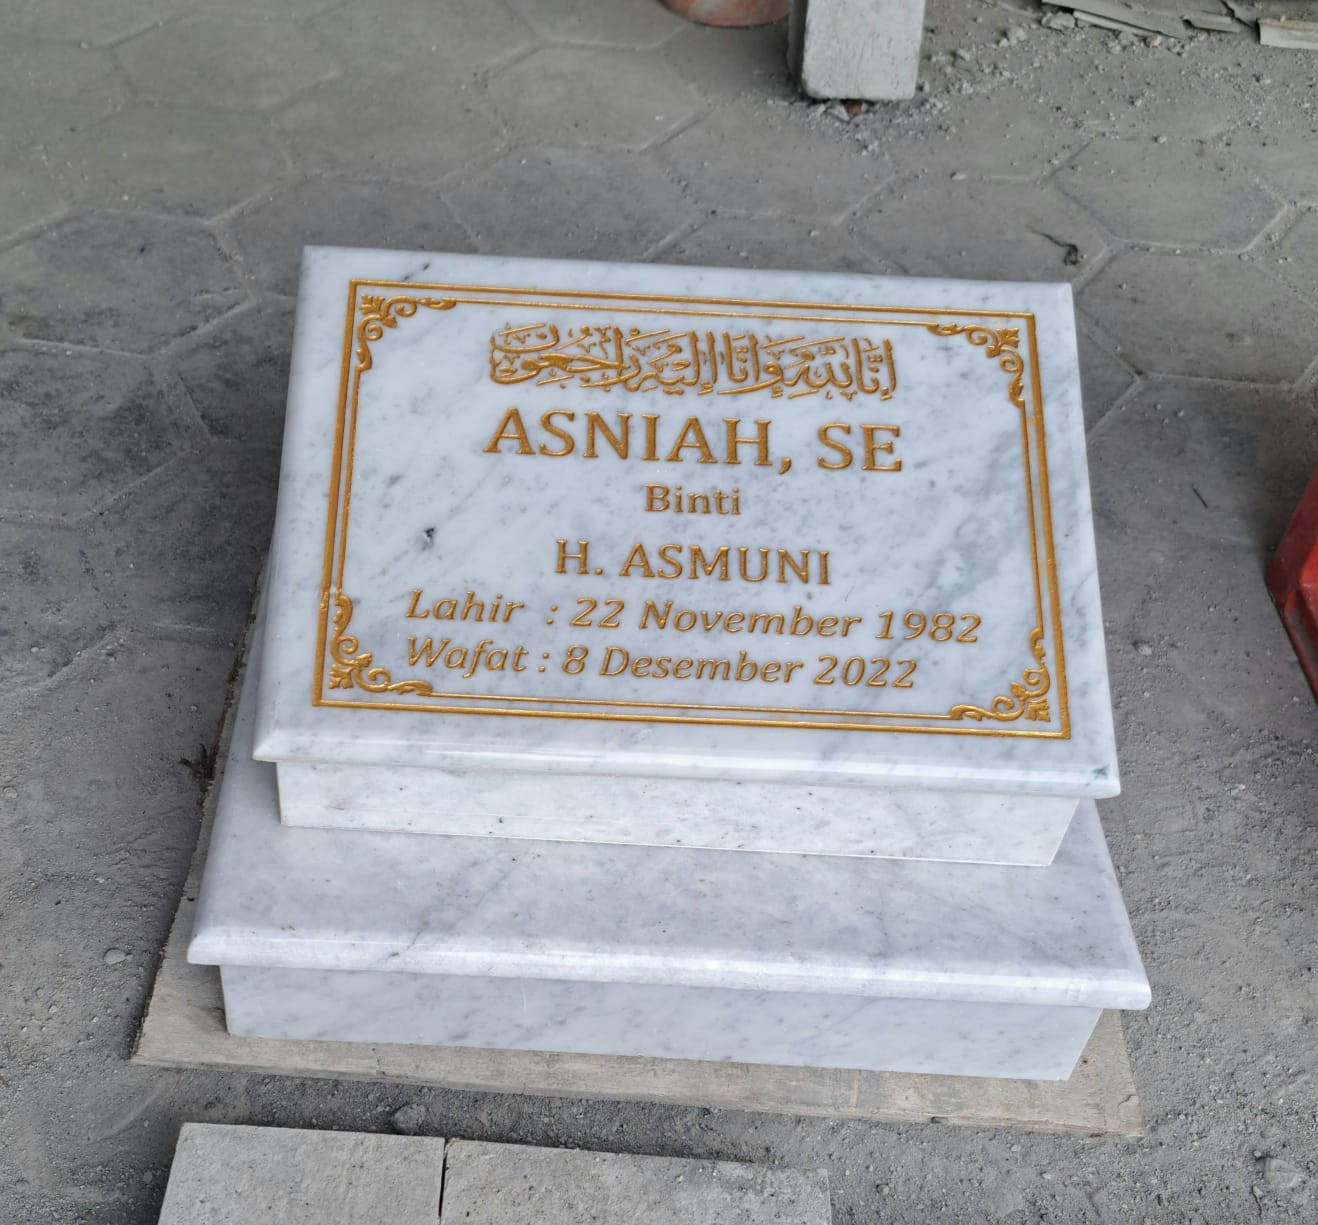 إنا لله وإنا إليه راجعون
ASNIAH, SE
Binti
H. ASMUNI
Lahir : 22 November 1982
Wafat : 8 Desember 2022